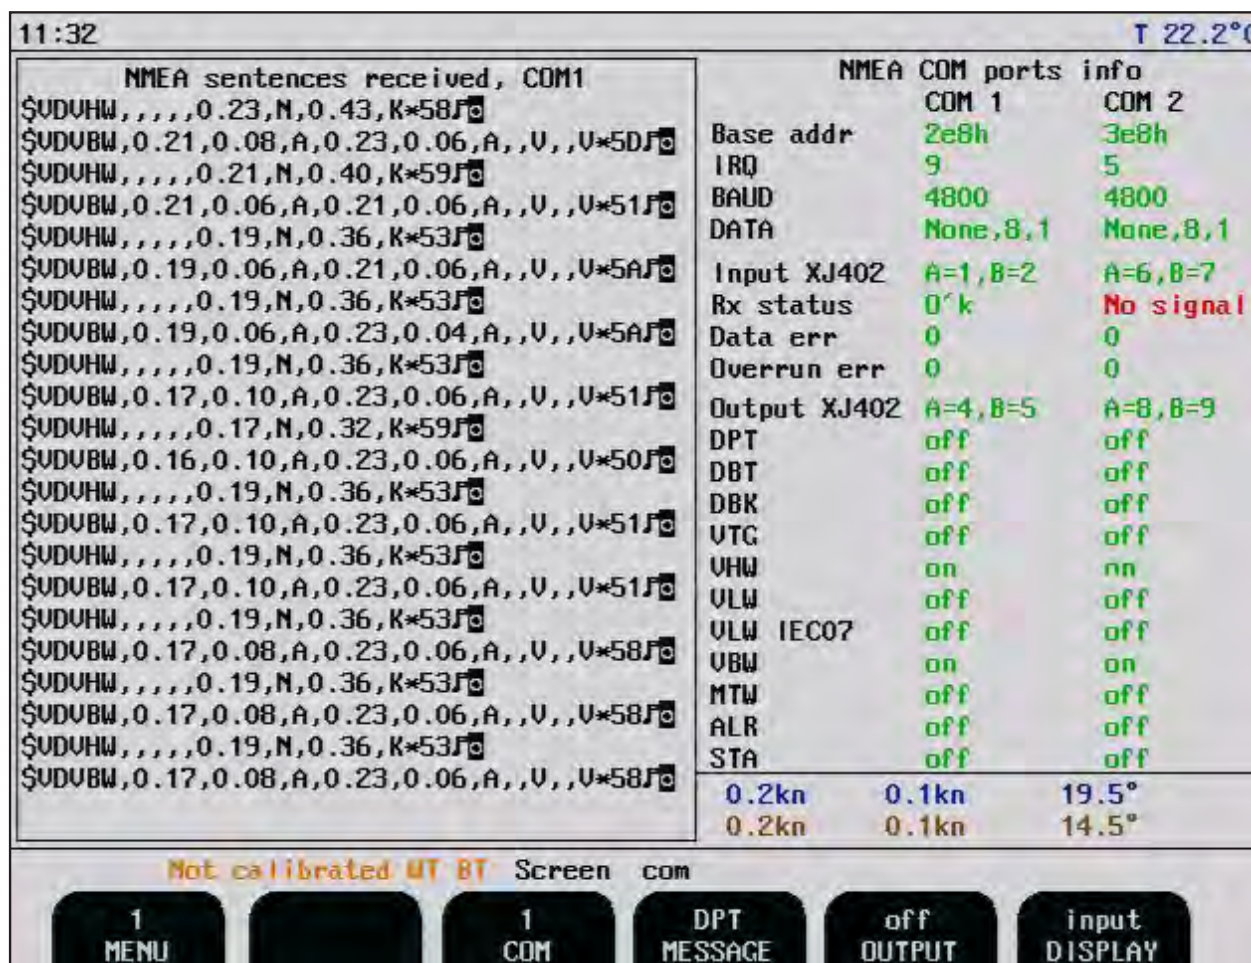 11:32
T 22.2°C
NMEA sentences received, COM1
$VDVHW,,,,,0.23,N,0.43,K*58
$VDVBW,0.21,0.08,A,0.23,0.06,A,,V,,V*5D
$VDVHW,,,,,0.21,N,0.40,K*59
$VDVBW,0.21,0.06,A,0.21,0.06,A,,V,,V*51
$VDVHW,,,,,0.19,N,0.36,K*53
$VDVBW,0.19,0.06,A,0.21,0.06,A,,V,,V*5A
$VDVHW,,,,,0.19,N,0.36,K*53
$VDVBW,0.19,0.06,A,0.23,0.04,A,,V,,V*5A
$VDVHW,,,,,0.19,N,0.36,K*53
$VDVBW,0.17,0.10,A,0.23,0.06,A,,V,,V*51
$VDVHW,,,,,0.17,N,0.32,K*59
$VDVBW,0.16,0.10,A,0.23,0.06,A,,V,,V*50
$VDVHW,,,,,0.19,N,0.36,K*53
$VDVBW,0.17,0.10,A,0.23,0.06,A,,V,,V*51
$VDVHW,,,,,0.19,N,0.36,K*53
$VDVBW,0.17,0.10,A,0.23,0.06,A,,V,,V*51
$VDVHW,,,,,0.19,N,0.36,K*53
$VDVBW,0.17,0.08,A,0.23,0.06,A,,V,,V*58
$VDVHW,,,,,0.19,N,0.36,K*53
$VDVBW,0.17,0.08,A,0.23,0.06,A,,V,,V*58
$VDVHW,,,,,0.19,N,0.36,K*53
$VDVBW,0.17,0.08,A,0.23,0.06,A,,V,,V*58
NMEA COM ports info
COM 1 COM 2
Base addr 2e8h 3e8h
IRQ 9 5
BAUD 4800 4800
DATA None,8,1 None,8,1
Input XJ402 A=1,B=2 A=6,B=7
Rx status O'k No signal
Data err 0 0
Overrun err 0 0
Output XJ402 A=4,B=5 A=8,B=9
DPT off off
DBT off off
DBK off off
VTG off off
VHW on on
VLW off off
VLW IEC07 off off
VBW on on
MTW off off
ALR off off
STA off off
0.2kn 0.1kn 19.5°
0.2kn 0.1kn 14.5°
Not calibrated WT BT Screen com
1 MENU
1 COM
DPT MESSAGE
off OUTPUT
input DISPLAY